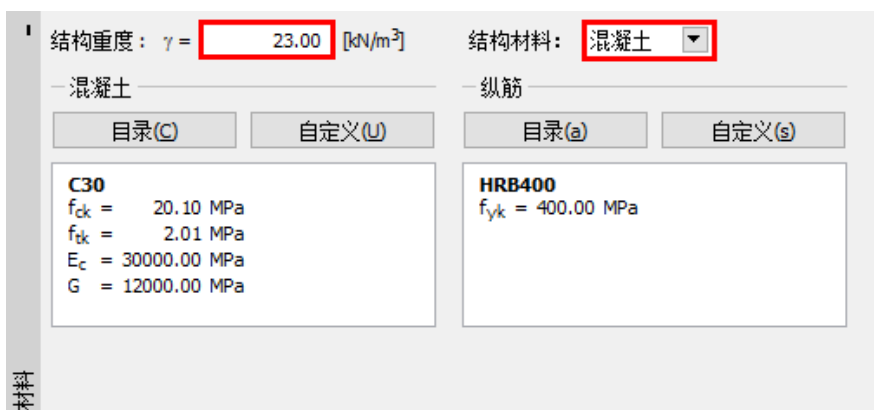 结构重度： γ = 23.00 [kN/m³] 结构材料： 混凝土
混凝土 纵筋
目录(C) 自定义(U) 目录(a) 自定义(s)
C30 HRB400
fck = 20.10 MPa fyk = 400.00 MPa
ftk = 2.01 MPa
Ec = 30000.00 MPa
G = 12000.00 MPa
材料